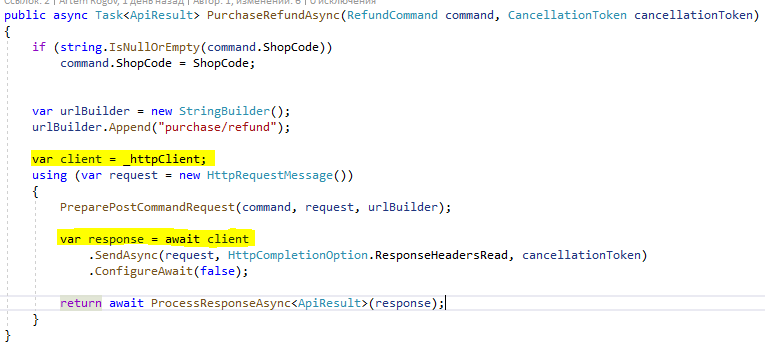 Ссылок: 2 | Artem Rogov, 1 день назад | Автор: 1, изменений: 6 | 0 исключения
public async Task<ApiResult> PurchaseRefundAsync(RefundCommand command, CancellationToken cancellationToken)
{
if (string.IsNullOrEmpty(command.ShopCode))
command.ShopCode = ShopCode;
var urlBuilder = new StringBuilder();
urlBuilder.Append("purchase/refund");
var client = _httpClient;
using (var request = new HttpRequestMessage())
{
PreparePostCommandRequest(command, request, urlBuilder);
var response = await client
.SendAsync(request, HttpCompletionOption.ResponseHeadersRead, cancellationToken)
.ConfigureAwait(false);
return await ProcessResponseAsync<ApiResult>(response);
}
}